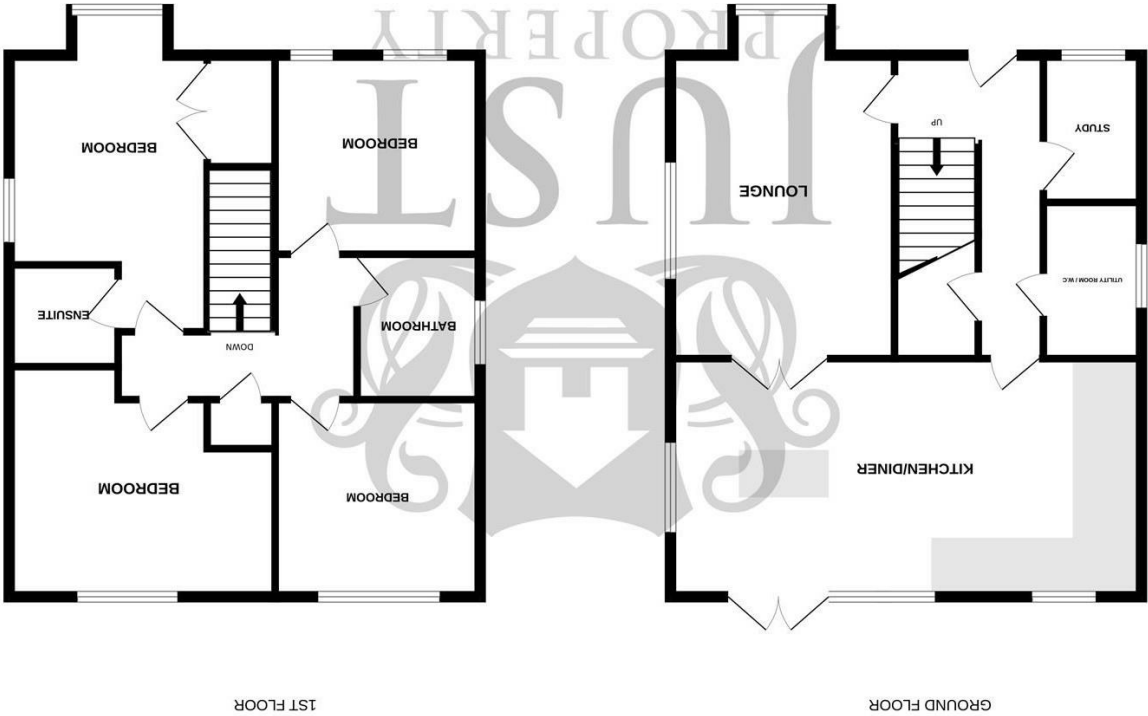 GROUND FLOOR
KITCHEN/DINER
UTILITY ROOM / W.C
LOUNGE
STUDY
UP
1ST FLOOR
BEDROOM
BEDROOM
DOWN
BATHROOM
ENSUITE
BEDROOM
BEDROOM
JUST
PROPERTY